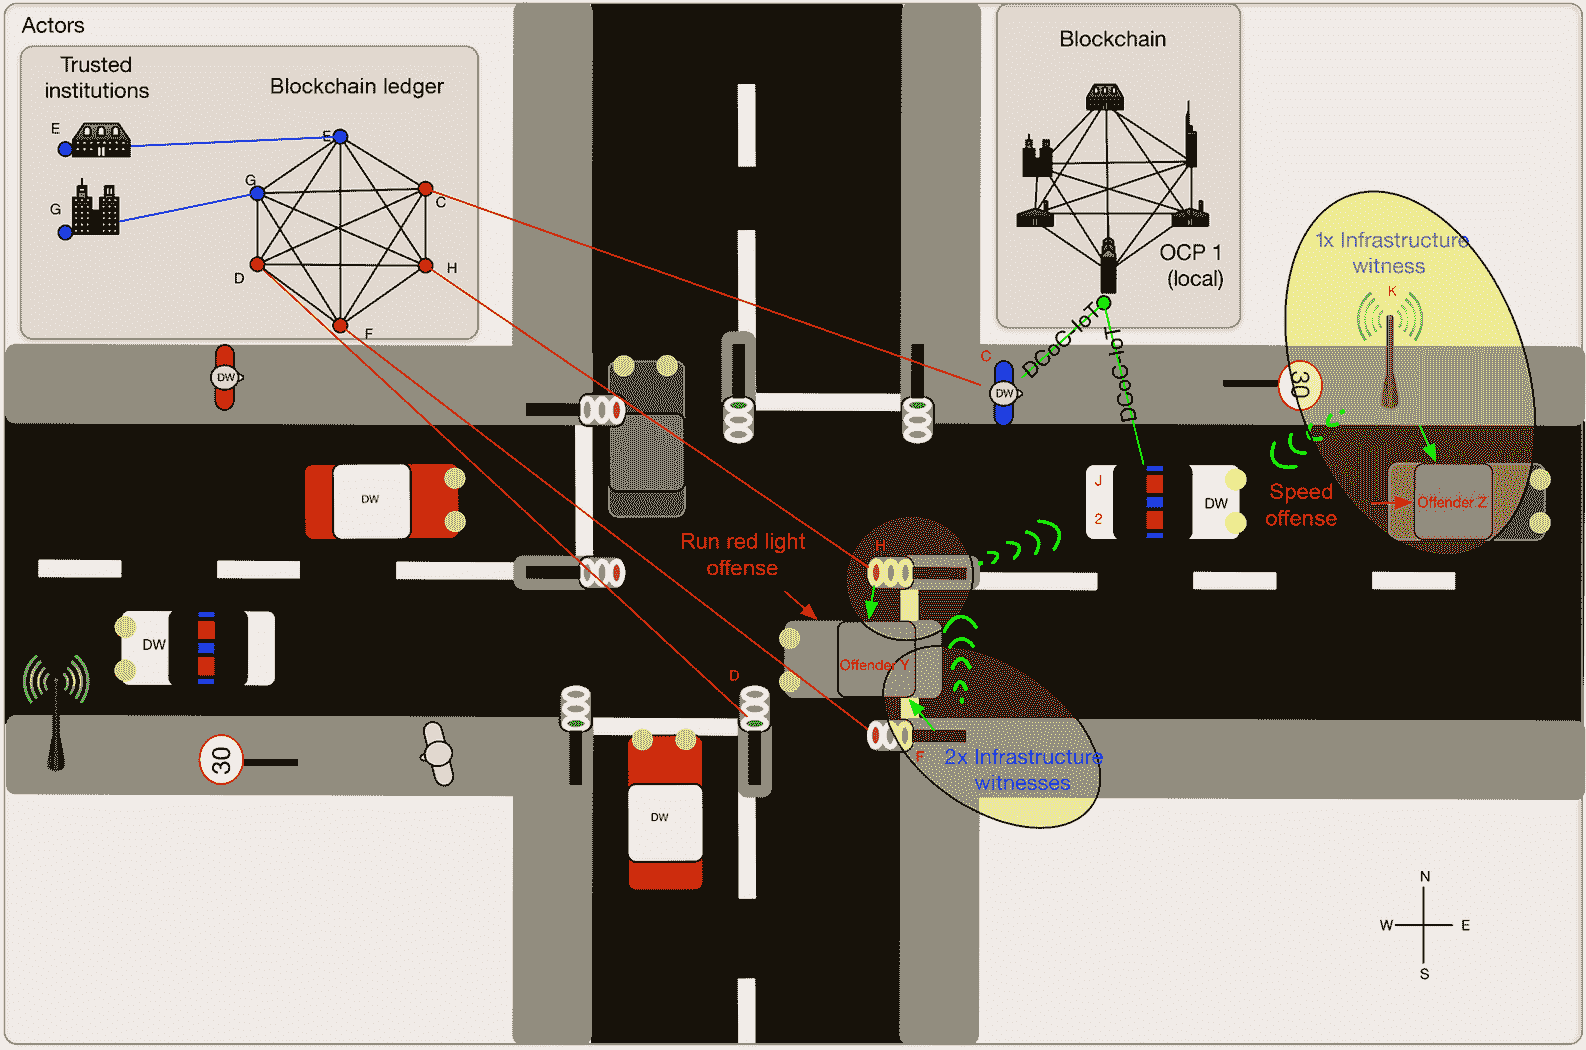 Actors
Trusted
institutions
Blockchain ledger
E
E
G
G
C
D
H
F
Blockchain
OCP 1
(local)
1x Infrastructure
witness
K
DCoC-IoT
DCoC-IoT
C
DW
DW
30
DW
J
2
DW
Speed
offense
Offender Z
Run red light
offense
H
DW
Offender Y
D
F
2x Infrastructure
witnesses
30
DW
N
W
E
S